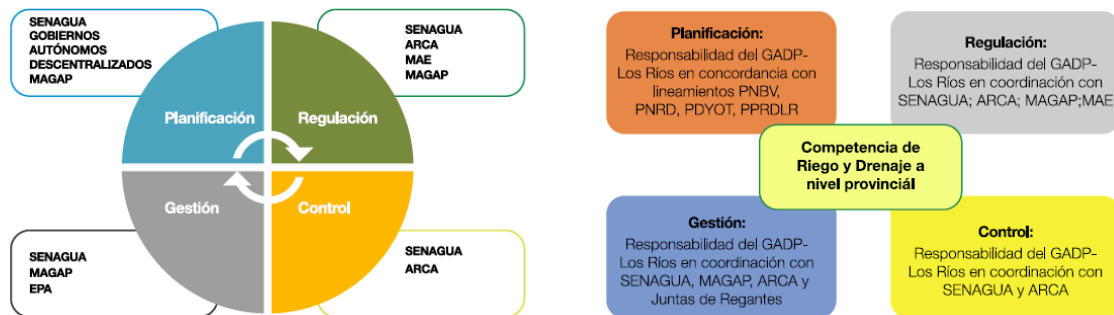 SENAGUA
GOBIERNOS
AUTÓNOMOS
DESCENTRALIZADOS
MAGAP
SENAGUA
ARCA
MAE
MAGAP
Planificación
Regulación
Gestión
Control
SENAGUA
MAGAP
EPA
SENAGUA
ARCA
Planificación:
Responsabilidad del GADP-
Los Ríos en concordancia con
lineamientos PNBV,
PNRD, PDYOT, PPRDLR
Regulación:
Responsabilidad del GADP-
Los Ríos en coordinación con
SENAGUA; ARCA; MAGAP;MAE
Competencia de
Riego y Drenaje a
nivel provinciál
Gestión:
Responsabilidad del GADP-
Los Ríos en coordinación con
SENAGUA, MAGAP, ARCA y
Juntas de Regantes
Control:
Responsabilidad del GADP-
Los Ríos en coordinación con
SENAGUA y ARCA